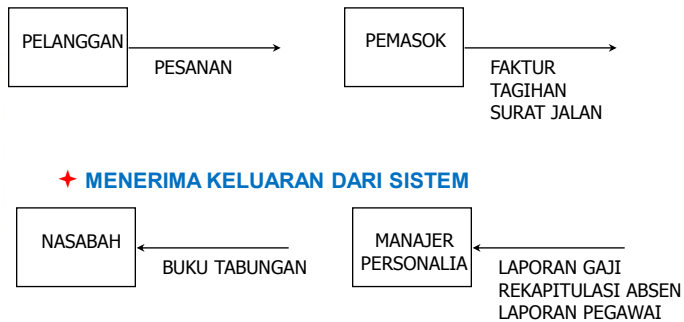 PELANGGAN
PESANAN
PEMASOK
FAKTUR
TAGIHAN
SURAT JALAN
MENERIMA KELUARAN DARI SISTEM
NASABAH
BUKU TABUNGAN
MANAJER
PERSONALIA
LAPORAN GAJI
REKAPITULASI ABSEN
LAPORAN PEGAWAI